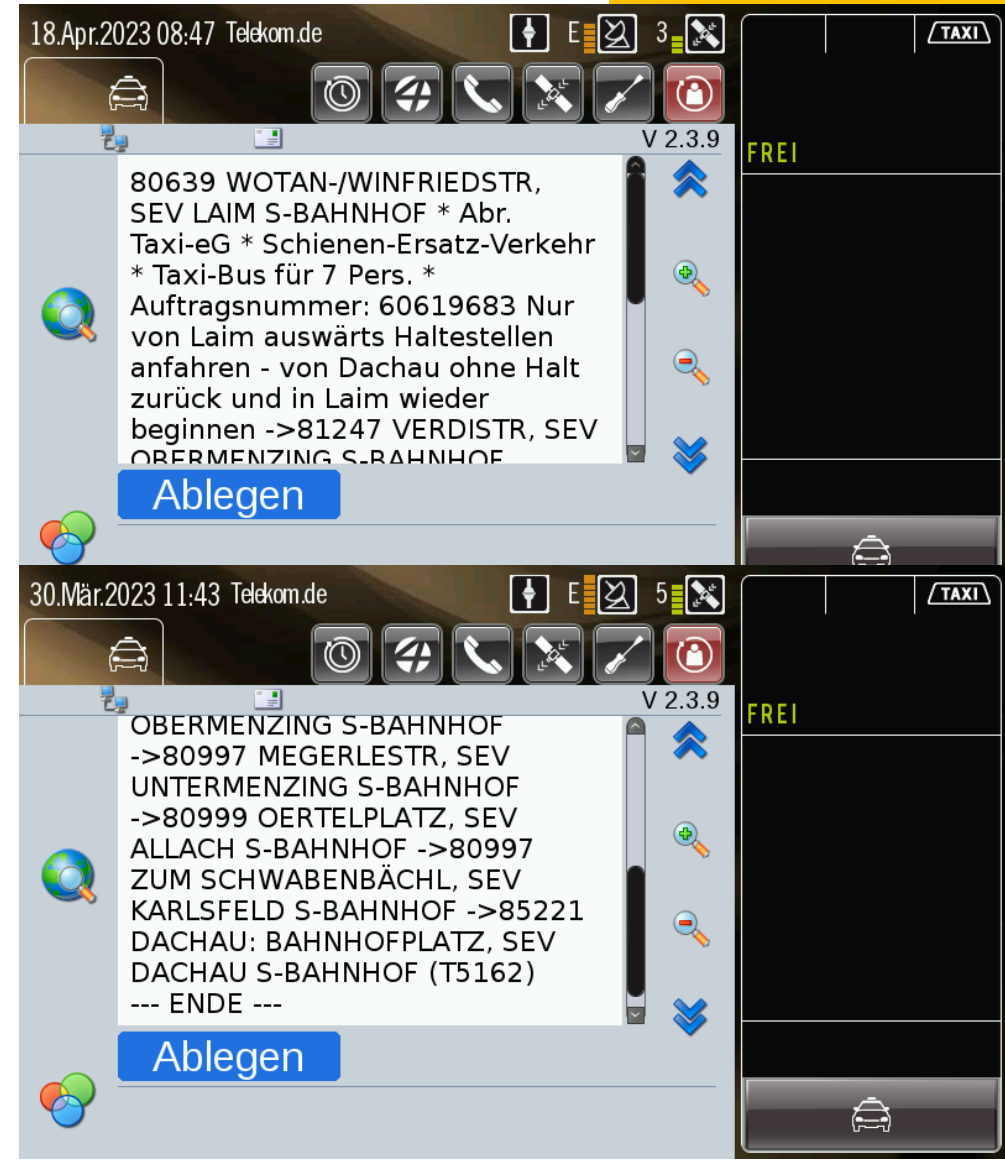 18.Apr.2023 08:47 Telekom.de
E
3
TAXI
V 2.3.9
FREI
80639 WOTAN-/WINFRIEDSTR,
SEV LAIM S-BAHNHOF * Abr.
Taxi-eG * Schienen-Ersatz-Verkehr
* Taxi-Bus für 7 Pers. *
Auftragsnummer: 60619683 Nur
von Laim auswärts Haltestellen
anfahren - von Dachau ohne Halt
zurück und in Laim wieder
beginnen ->81247 VERDISTR, SEV
OBERMENZING S-BAHNHOF
Ablegen
30.Mär.2023 11:43 Telekom.de
E
5
TAXI
V 2.3.9
FREI
OBERMENZING S-BAHNHOF
->80997 MEGERLESTR, SEV
UNTERMENZING S-BAHNHOF
->80999 OERTELPLATZ, SEV
ALLACH S-BAHNHOF ->80997
ZUM SCHWABENBÄCHL, SEV
KARLSFELD S-BAHNHOF ->85221
DACHAU: BAHNHOFPLATZ, SEV
DACHAU S-BAHNHOF (T5162)
--- ENDE ---
Ablegen